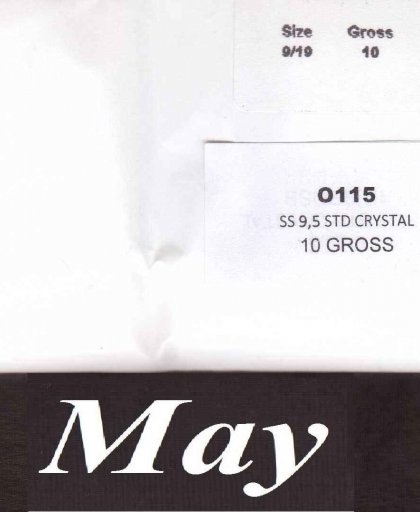 Size Gross
9/10 10
O115
SS 9,5 STD CRYSTAL
10 GROSS
May